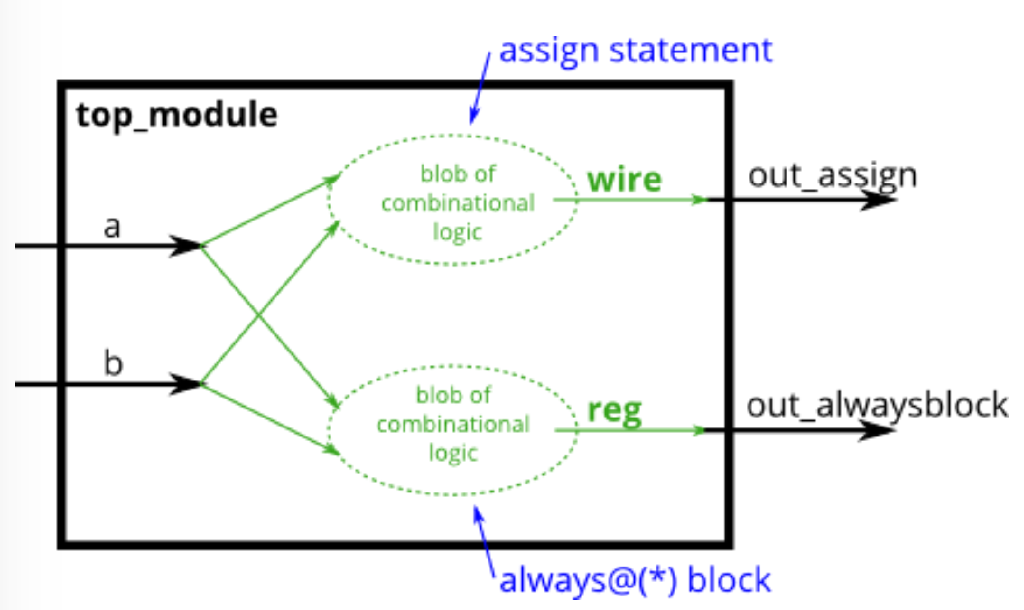 assign statement
top_module
blob of
combinational
logic
wire
out_assign
a
b
blob of
combinational
logic
reg
out_alwaysblock
always@(*) block